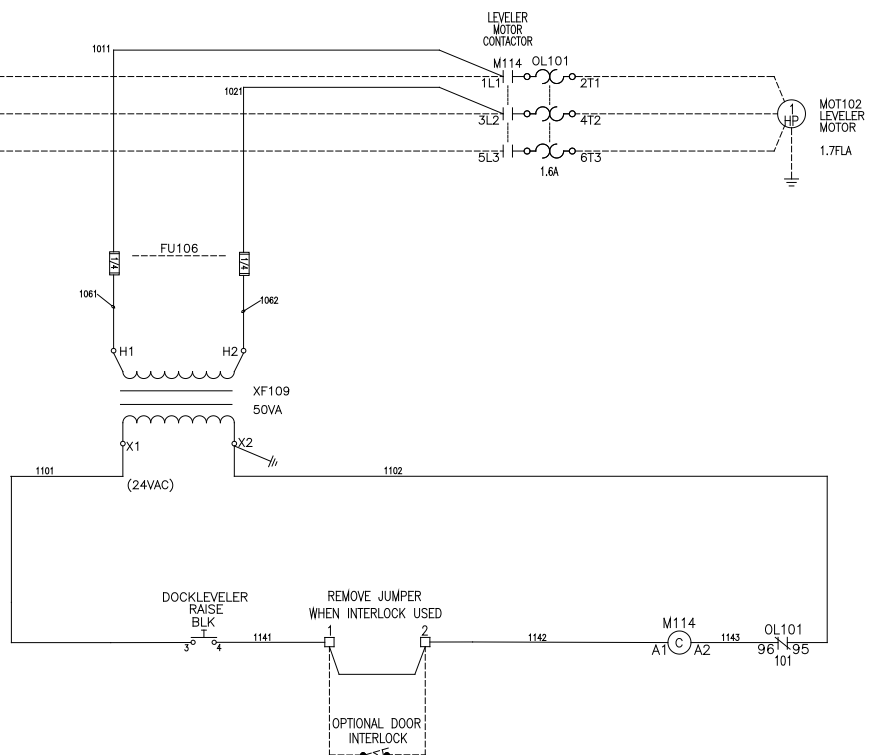 LEVELER
MOTOR
CONTACTOR
1011
M114
OL101
1L1
2T1
1021
3L2
4T2
1
HP
MOT102
LEVELER
MOTOR
5L3
6T3
1.7FLA
1.6A
FU106
1/4
1/4
1061
1062
H1
H2
XF109
50VA
X1
X2
1101
1102
(24VAC)
DOCKLEVELER
RAISE
BLK
REMOVE JUMPER
WHEN INTERLOCK USED
3
4
1141
1
2
1142
M114
C
A1
A2
1143
OL101
96
95
101
OPTIONAL DOOR
INTERLOCK